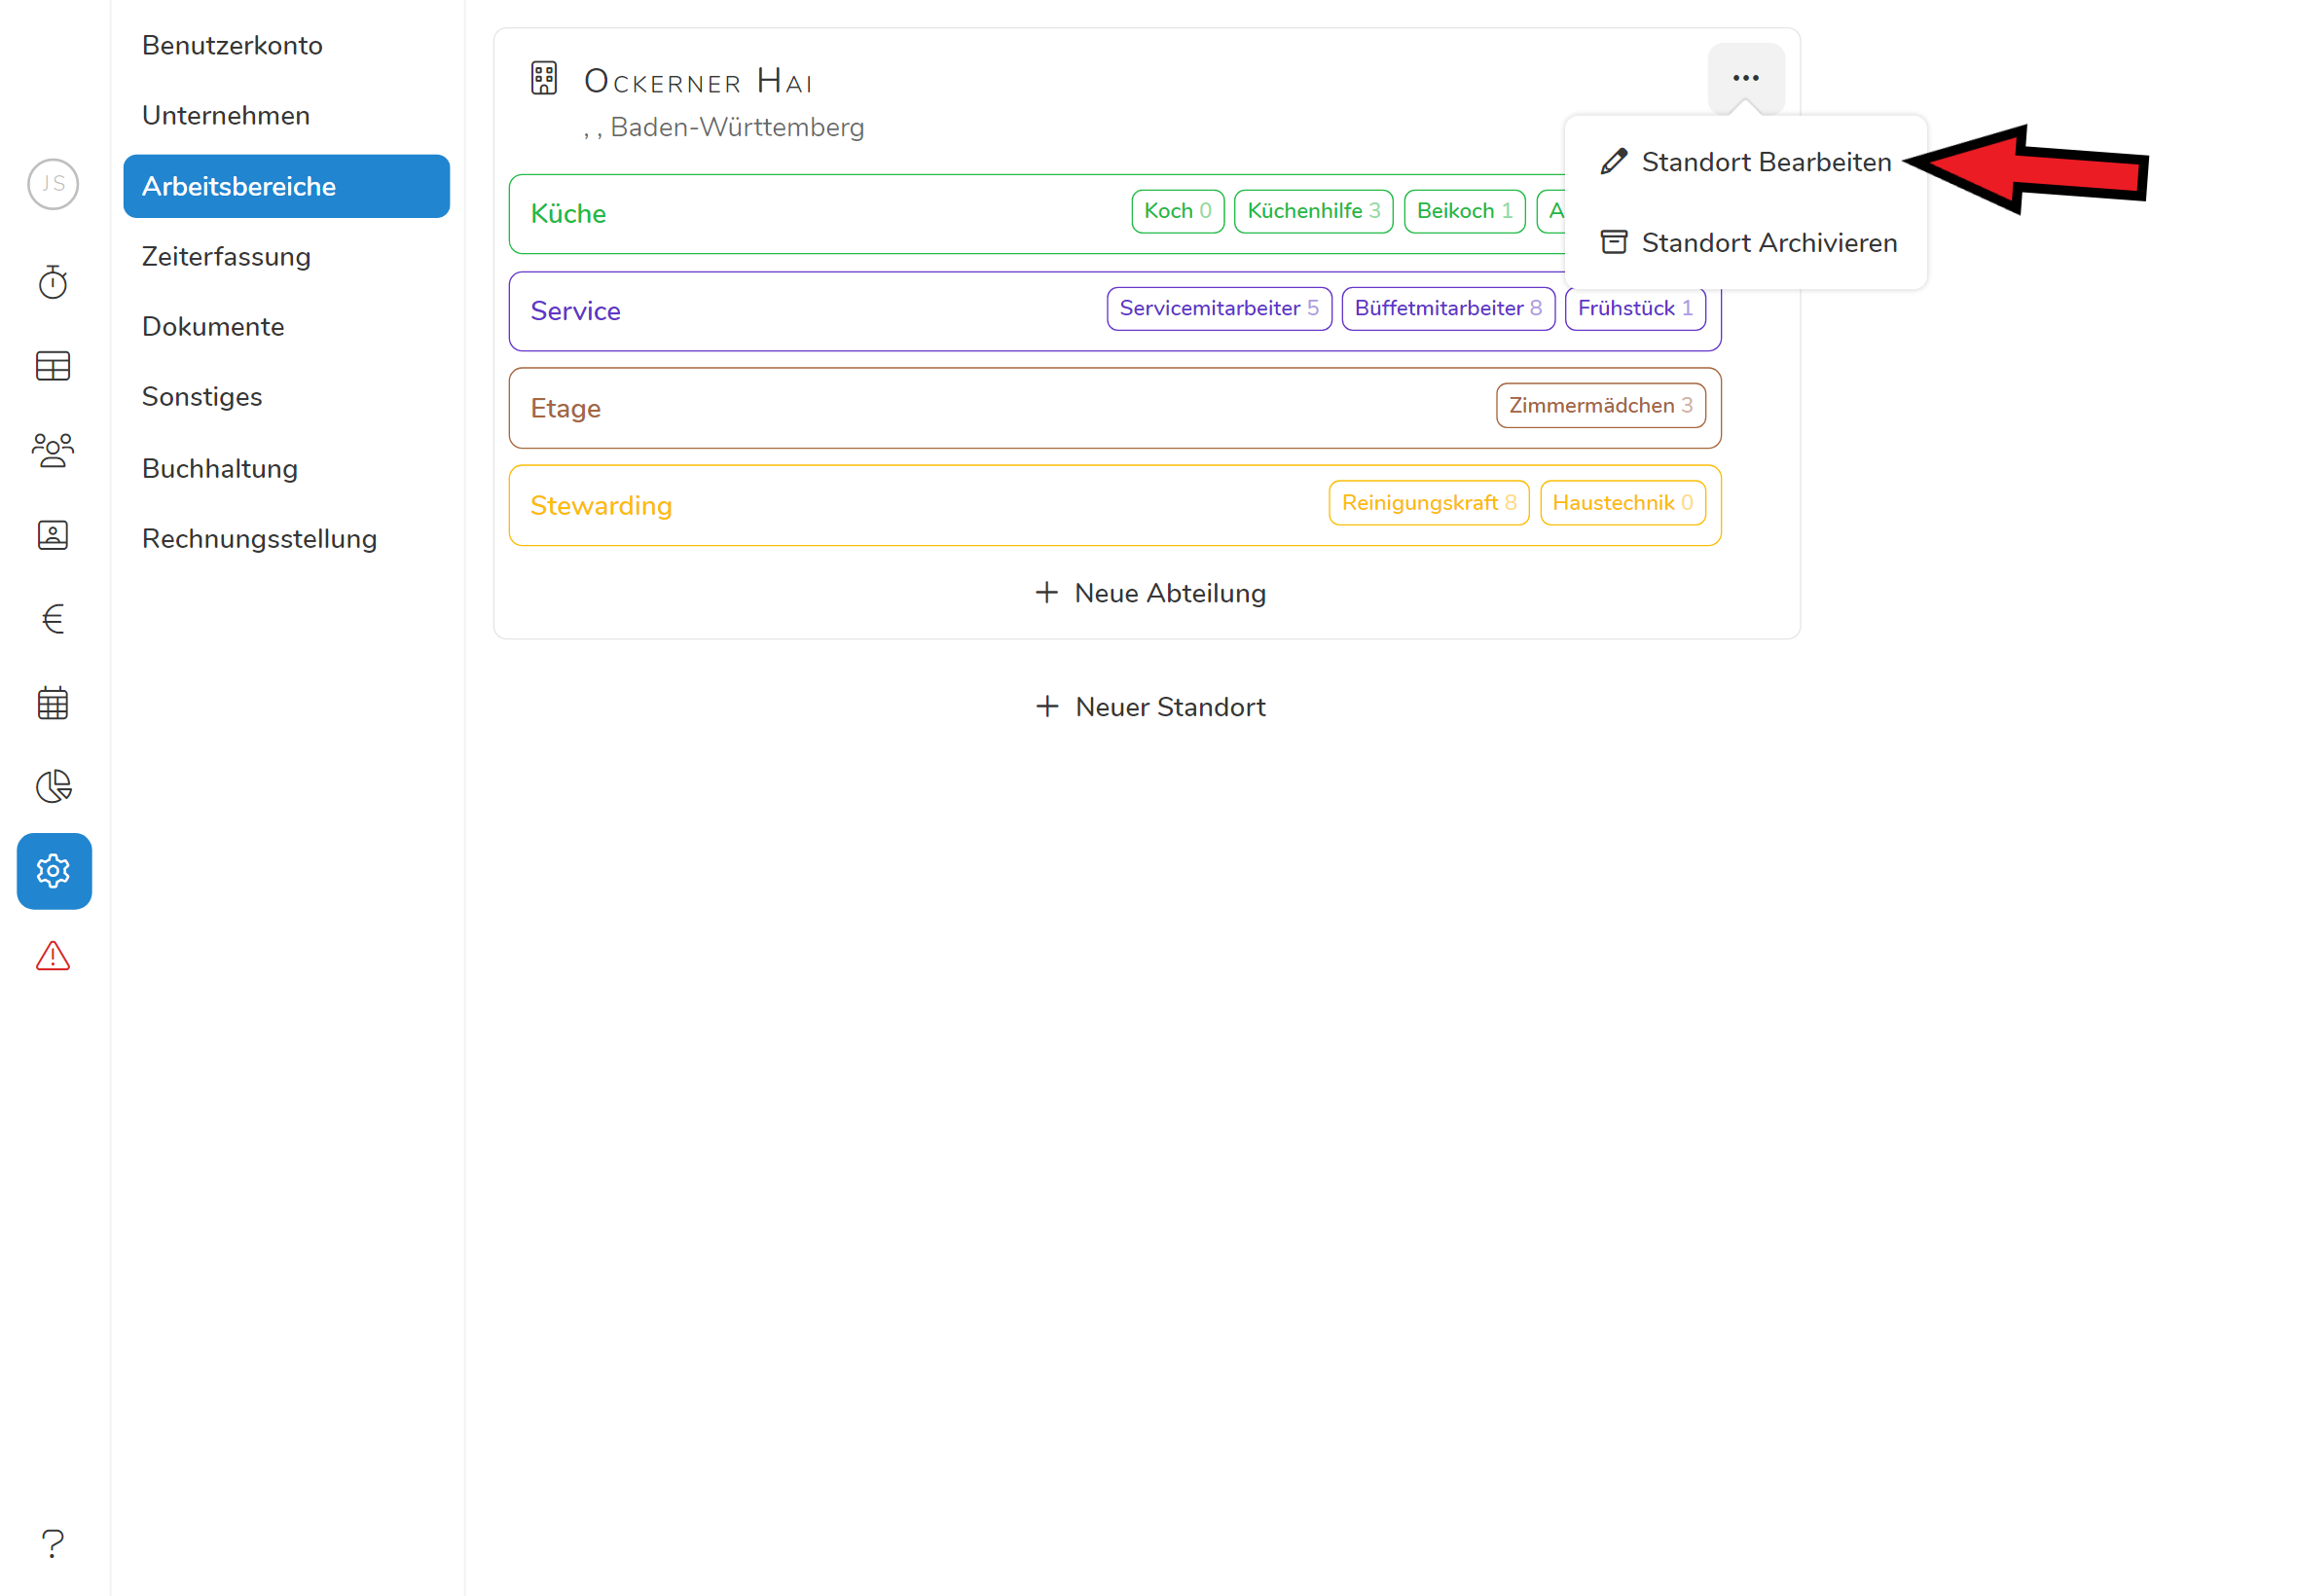 JS
Benutzerkonto
Unternehmen
Arbeitsbereiche
Zeiterfassung
Dokumente
Sonstiges
Buchhaltung
Rechnungsstellung
Ockerner Hai
, , Baden-Württemberg
Standort Bearbeiten
Standort Archivieren
Küche Koch 0 Küchenhilfe 3 Beikoch 1
Service Servicemitarbeiter 5 Büffetmitarbeiter 8 Frühstück 1
Etage Zimmermädchen 3
Stewarding Reinigungskraft 8 Haustechnik 0
+ Neue Abteilung
+ Neuer Standort
?